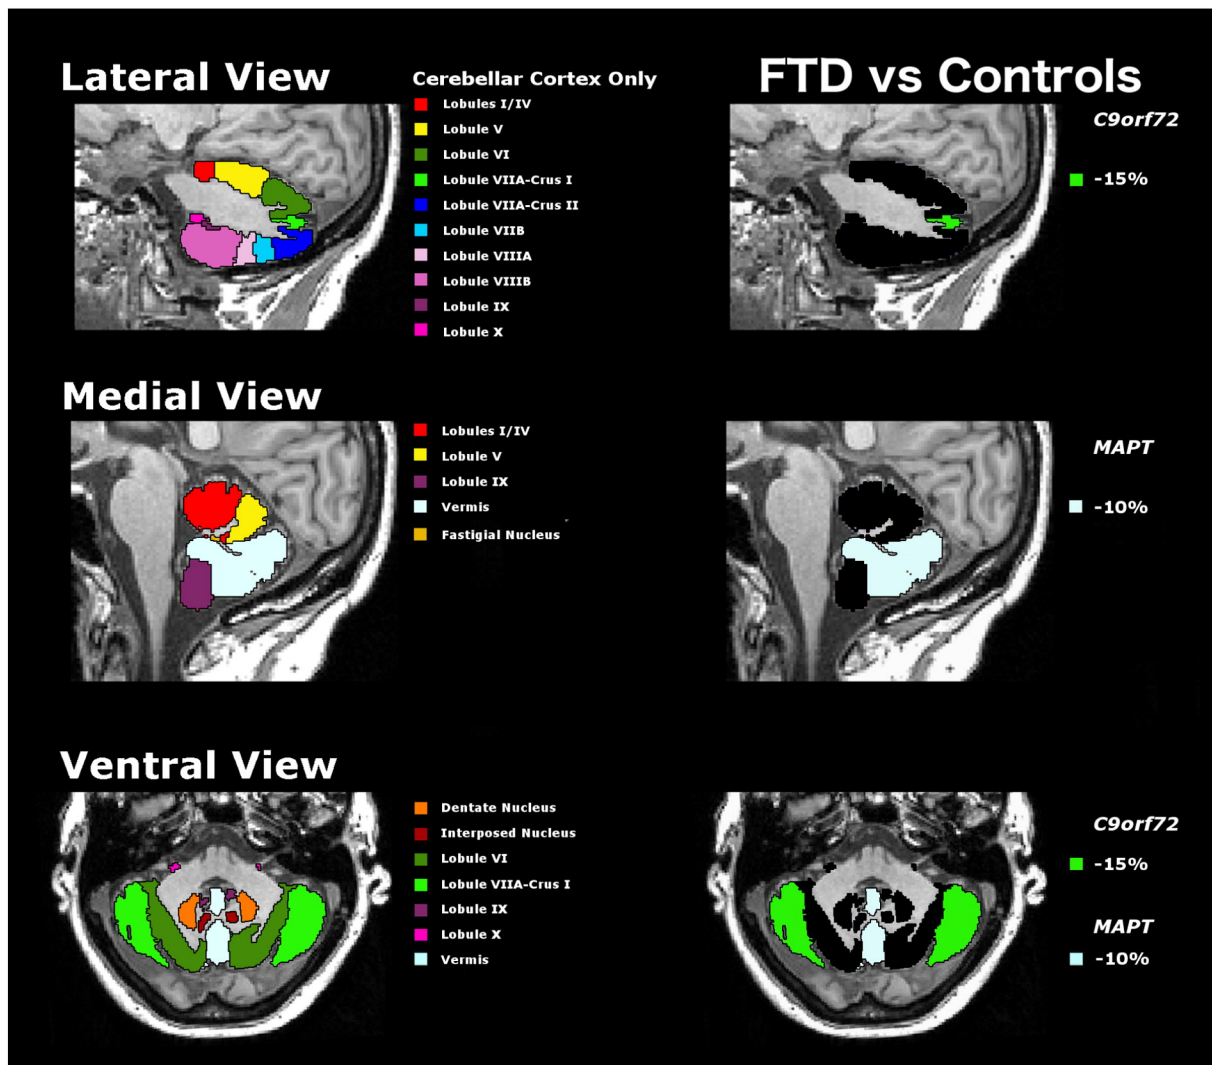 Lateral View
Cerebellar Cortex Only
Lobules I/IV
Lobule V
Lobule VI
Lobule VIIA-Crus I
Lobule VIIA-Crus II
Lobule VIIB
Lobule VIIIA
Lobule VIIIB
Lobule IX
Lobule X
FTD vs Controls
C9orf72
-15%
Medial View
Lobules I/IV
Lobule V
Lobule IX
Vermis
Fastigial Nucleus
MAPT
-10%
Ventral View
Dentate Nucleus
Interposed Nucleus
Lobule VI
Lobule VIIA-Crus I
Lobule IX
Lobule X
Vermis
C9orf72
-15%
MAPT
-10%